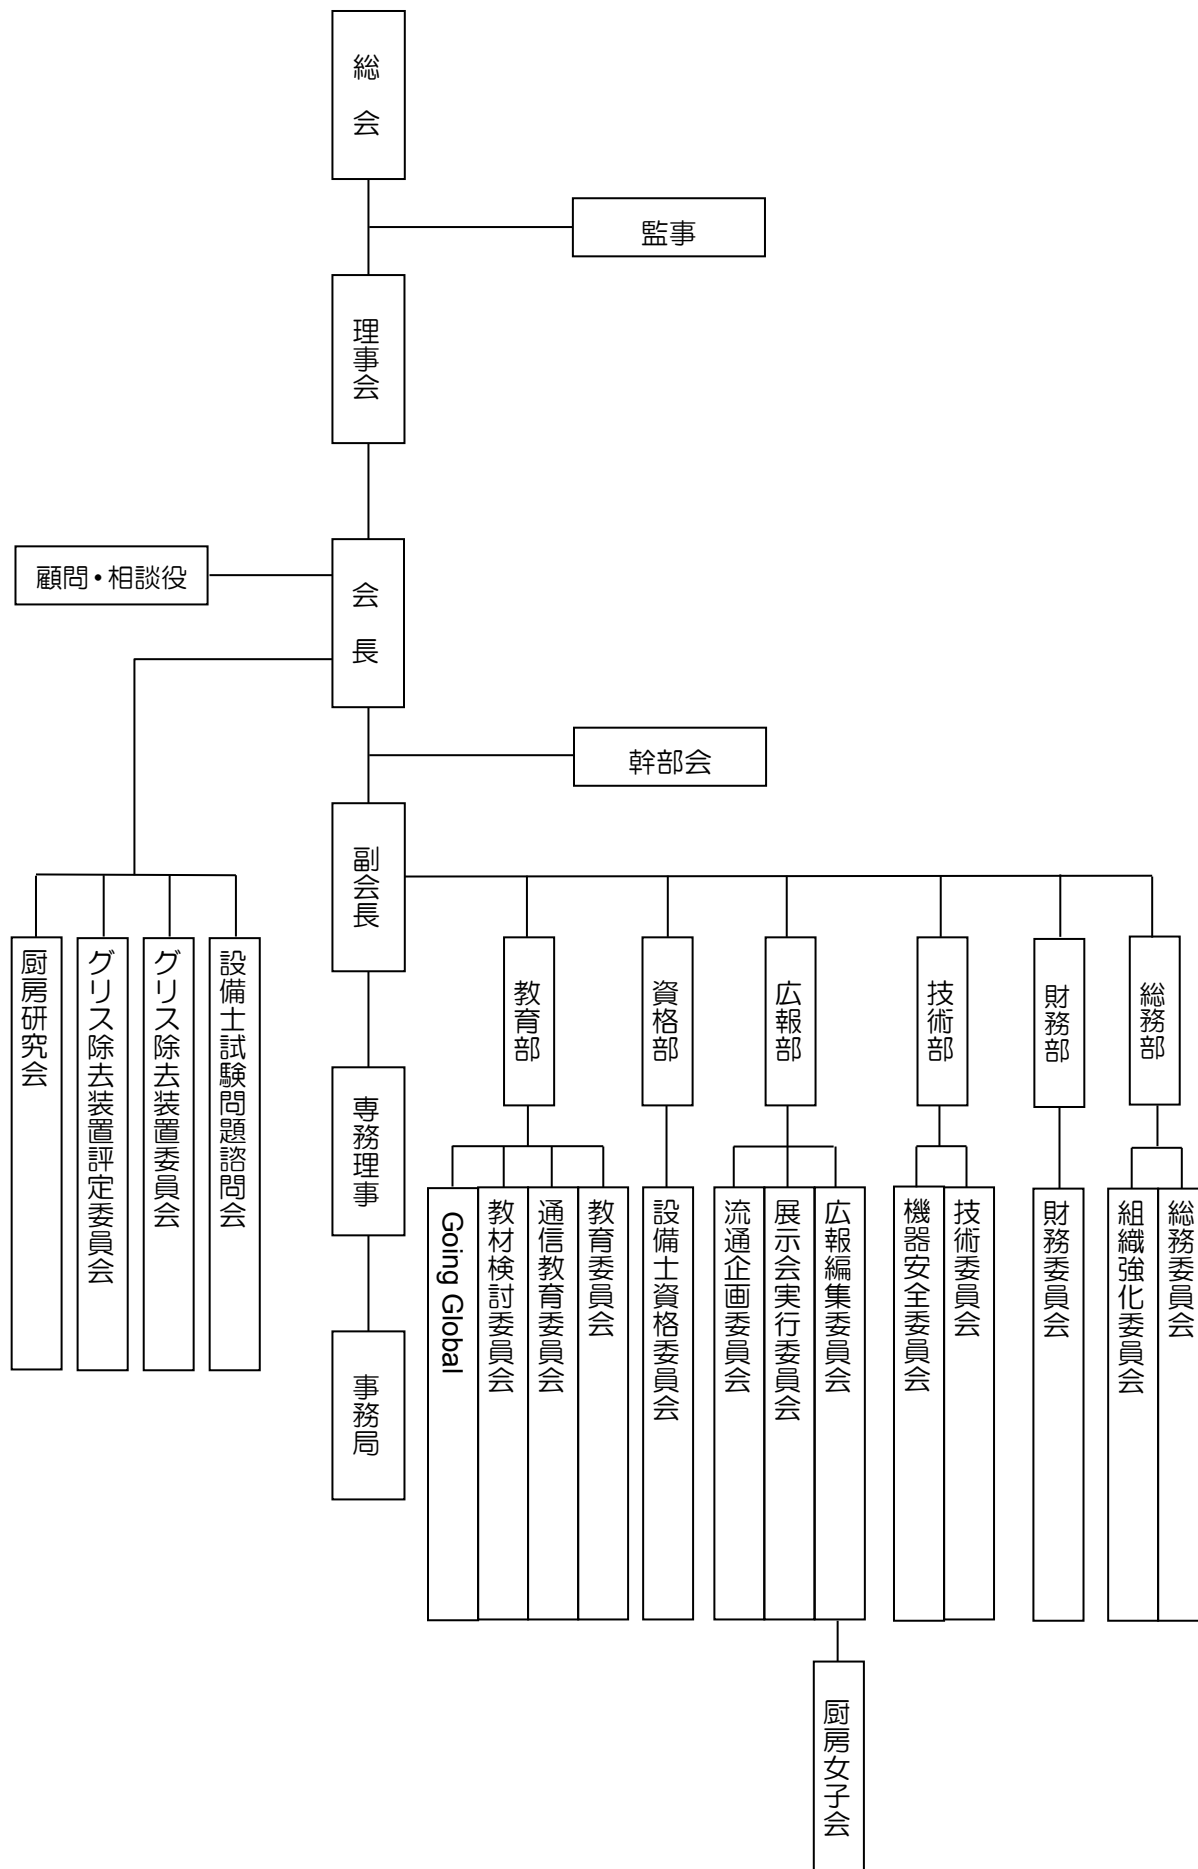 総会
監事
理事会
顧問・相談役
会長
幹部会
副会長
専務理事
事務局
厨房研究会
グリス除去装置評定委員会
グリス除去装置委員会
設備士試験問題諮問会
教育部
資格部
広報部
技術部
財務部
総務部
Going Global
教材検討委員会
通信教育委員会
教育委員会
設備士資格委員会
流通企画委員会
展示会実行委員会
広報編集委員会
機器安全委員会
技術委員会
財務委員会
組織強化委員会
総務委員会
厨房女子会